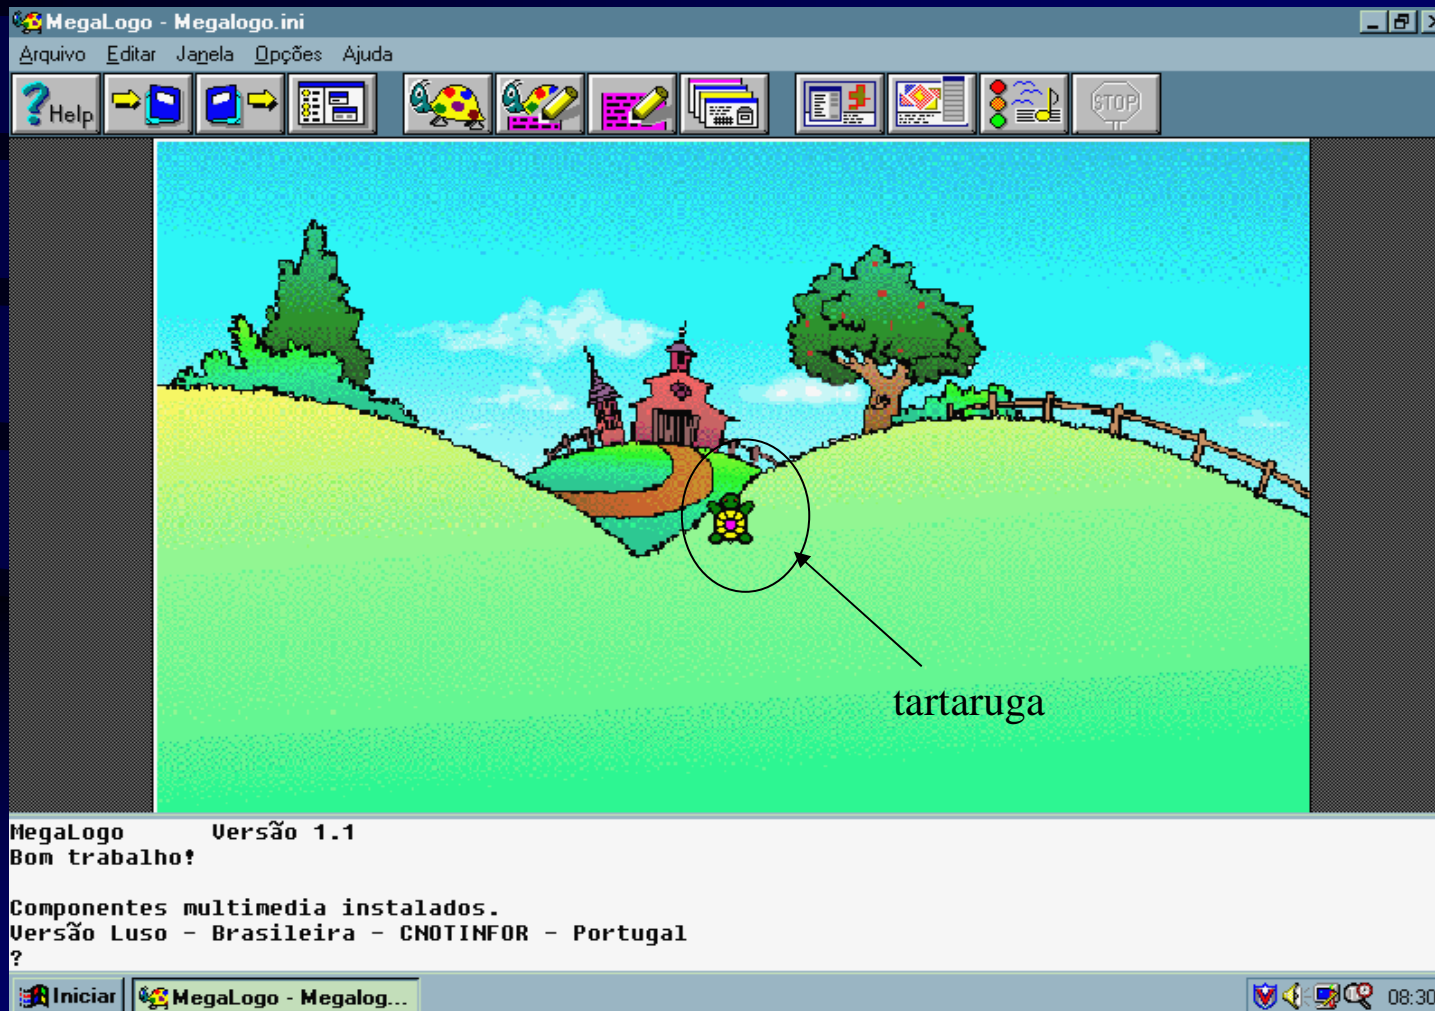 MegaLogo - Megalogo.ini
Arquivo Editar Janela Opções Ajuda
?Help
STOP
tartaruga
MegaLogo Versão 1.1
Bom trabalho!
Componentes multimedia instalados.
Versão Luso - Brasileira - CNOTINFOR - Portugal
?
Iniciar MegaLogo - Megalog... 08:30